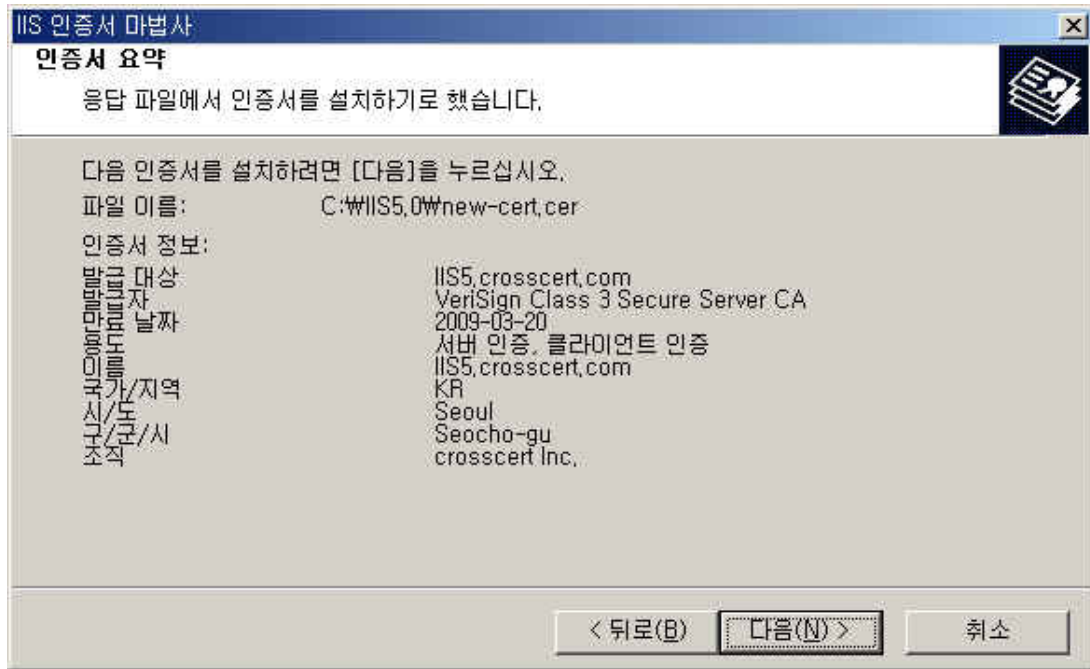 IIS 인증서 마법사
인증서 요약
응답 파일에서 인증서를 설치하기로 했습니다.
다음 인증서를 설치하려면 [다음]을 누르십시오.
파일 이름: C:₩IIS5.0₩new-cert.cer
인증서 정보:
발급 대상 IIS5.crosscert.com
발급자 VeriSign Class 3 Secure Server CA
만료 날짜 2009-03-20
용도 서버 인증, 클라이언트 인증
이름 IIS5.crosscert.com
국가/지역 KR
시/도 Seoul
구/군/시 Seocho-gu
조직 crosscert Inc.
< 뒤로(B) 다음(N) > 취소